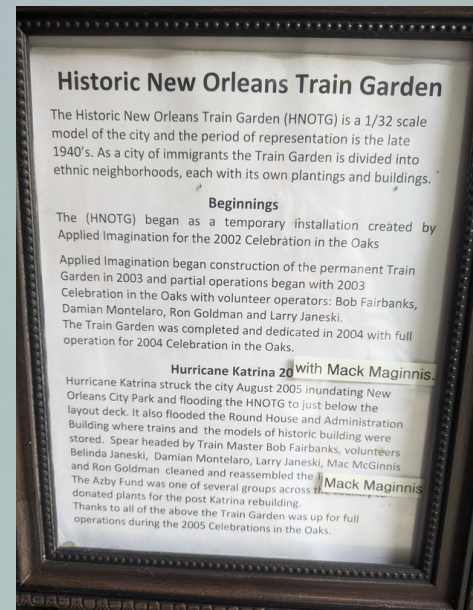 Historic New Orleans Train Garden
The Historic New Orleans Train Garden (HNOTG) is a 1/32 scale
model of the city and the period of representation is the late
1940's. As a city of immigrants the Train Garden is divided into
ethnic neighborhoods, each with its own plantings and buildings.
Beginnings
The (HNOTG) began as a temporary installation created by
Applied Imagination for the 2002 Celebration in the Oaks
Applied Imagination began construction of the permanent Train
Garden in 2003 and partial operations began with 2003
Celebration in the Oaks with volunteer operators: Bob Fairbanks,
Damian Montelaro, Ron Goldman and Larry Janeski.
The Train Garden was completed and dedicated in 2004 with full
operation for 2004 Celebration in the Oaks.
Hurricane Katrina 20 with Mack Maginnis.
Hurricane Katrina struck the city August 2005 inundating New
Orleans City Park and flooding the HNOTG to just below the
layout deck. It also flooded the Round House and Administration
Building where trains and the models of historic building were
stored. Spear headed by Train Master Bob Fairbanks, volunteers
Belinda Janeski, Damian Montelaro, Larry Janeski, Mac McGinnis
and Ron Goldman cleaned and reassembled the
The Azby Fund was one of several groups across Mack Maginnis
donated plants for the post Katrina rebuilding.
Thanks to all of the above the Train Garden was up for full
operations during the 2005 Celebrations in the Oaks.